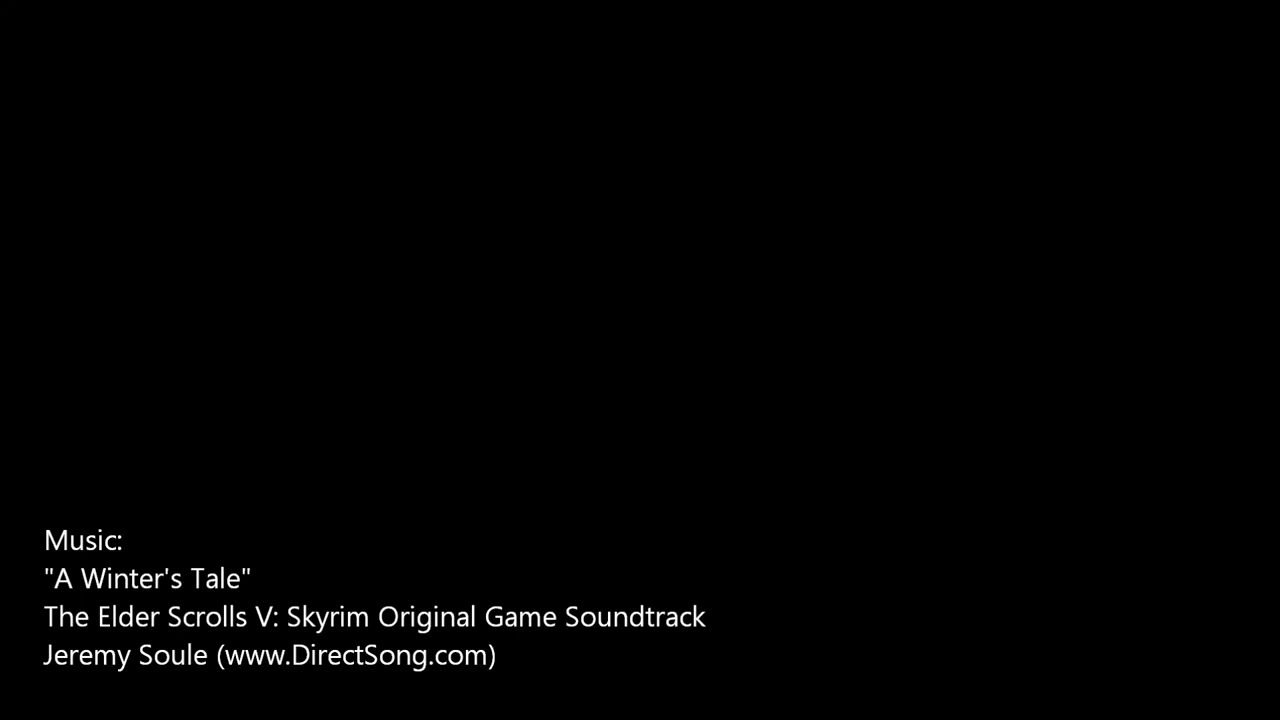 Music:
"A Winter's Tale"
The Elder Scrolls V: Skyrim Original Game Soundtrack
Jeremy Soule (www.DirectSong.com)